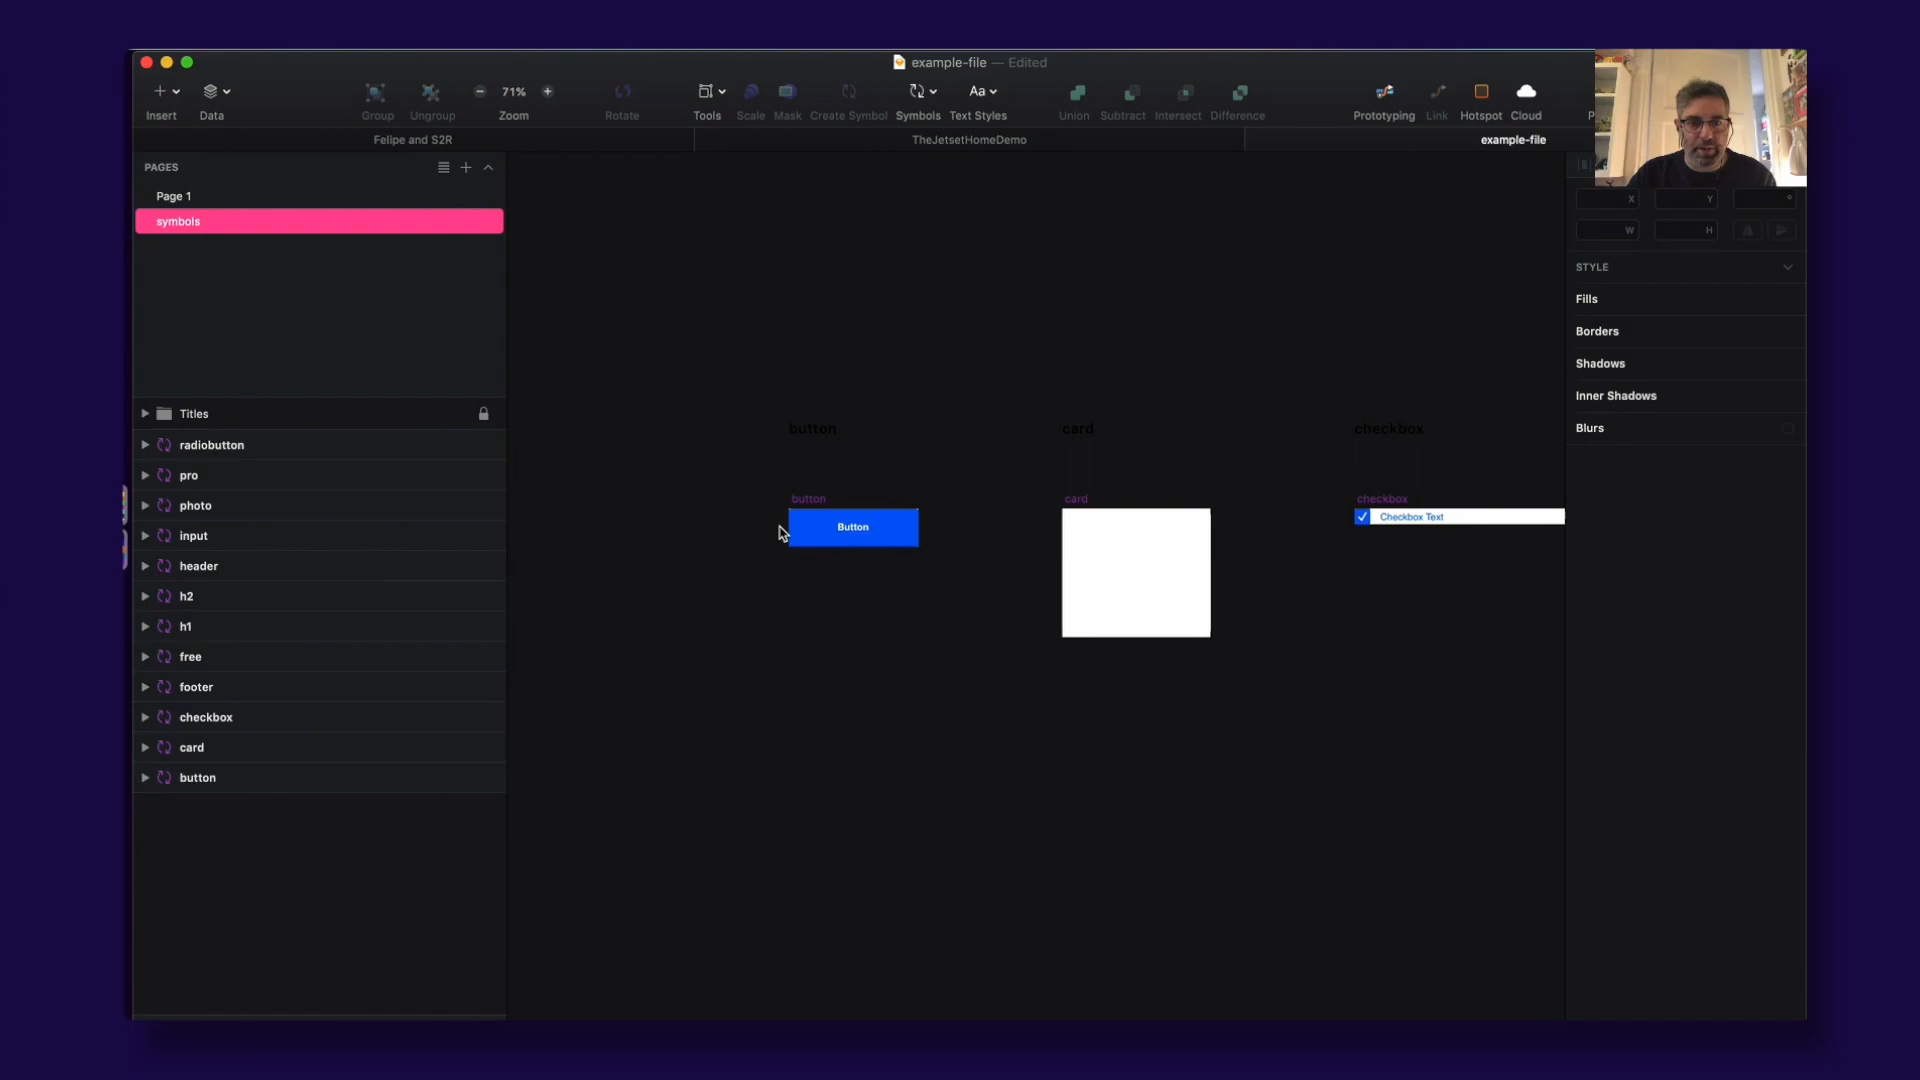 example-file — Edited
71%
Aa
Insert
Data
Group
Ungroup
Zoom
Rotate
Tools
Scale
Mask
Create Symbol
Symbols
Text Styles
Union
Subtract
Intersect
Difference
Prototyping
Link
Hotspot
Cloud
Felipe and S2R
TheJetsetHomeDemo
example-file
PAGES
Page 1
symbols
Titles
radiobutton
pro
photo
input
header
h2
h1
free
footer
checkbox
card
button
button
card
checkbox
button
card
checkbox
Button
Checkbox Text
X
Y
°
W
H
STYLE
Fills
Borders
Shadows
Inner Shadows
Blurs